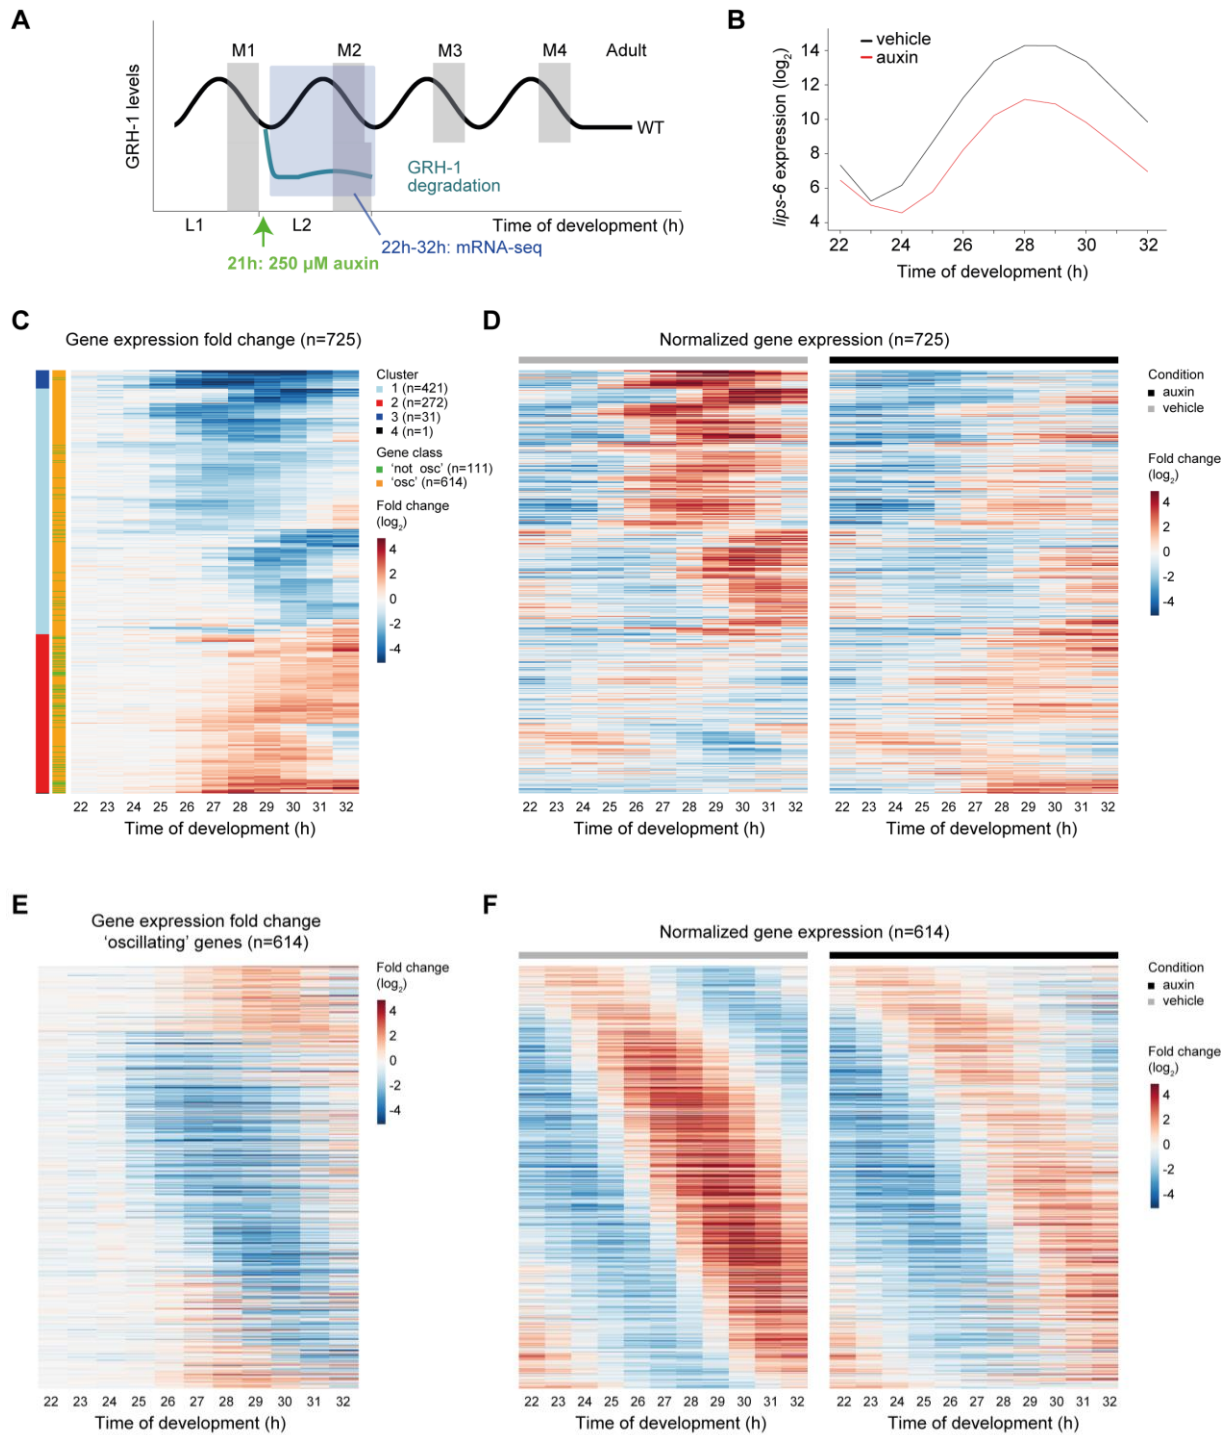 A
GRH-1 levels
M1
M2
M3
M4
Adult
WT
GRH-1
degradation
L1
L2
Time of development (h)
22h-32h: mRNA-seq
21h: 250 µM auxin
B
lips-6 expression (log2)
vehicle
auxin
14
12
10
8
6
4
22
24
26
28
30
32
Time of development (h)
C
Gene expression fold change (n=725)
Cluster
1 (n=421)
2 (n=272)
3 (n=31)
4 (n=1)
Gene class
‘not osc’ (n=111)
‘osc’ (n=614)
Fold change
(log2)
4
2
0
-2
-4
22 23 24 25 26 27 28 29 30 31 32
Time of development (h)
D
Normalized gene expression (n=725)
Condition
auxin
vehicle
Fold change
(log2)
4
2
0
-2
-4
22 23 24 25 26 27 28 29 30 31 32
22 23 24 25 26 27 28 29 30 31 32
Time of development (h)
Time of development (h)
E
Gene expression fold change
‘oscillating’ genes (n=614)
Fold change
(log2)
4
2
0
-2
-4
22 23 24 25 26 27 28 29 30 31 32
Time of development (h)
F
Normalized gene expression (n=614)
Condition
auxin
vehicle
Fold change
(log2)
4
2
0
-2
-4
22 23 24 25 26 27 28 29 30 31 32
22 23 24 25 26 27 28 29 30 31 32
Time of development (h)
Time of development (h)